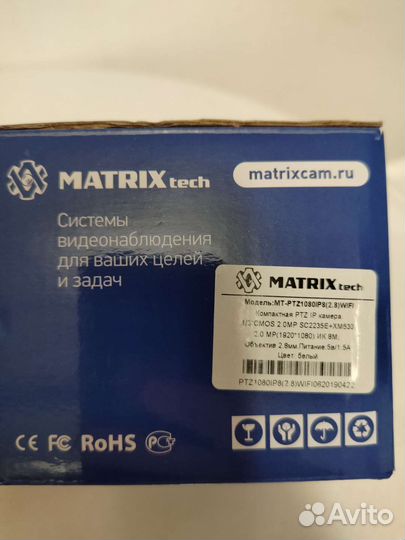 MATRIX tech
matrixcam.ru
Системы
видеонаблюдения
для ваших целей
и задач
MATRIX tech
Модель:MT-PTZ1080IP8(2.8)WIFI
Компактная PTZ IP камера
1/3"CMOS 2.0MP SC2235E+XM530
2.0 MP(1920*1080) ИК 8М,
Объектив 2.8мм,Питание:5в/1.5А
Цвет: белый
PTZ1080IP8(2.8)WIFI0620190422
CE FC RoHS РСТ
Avito